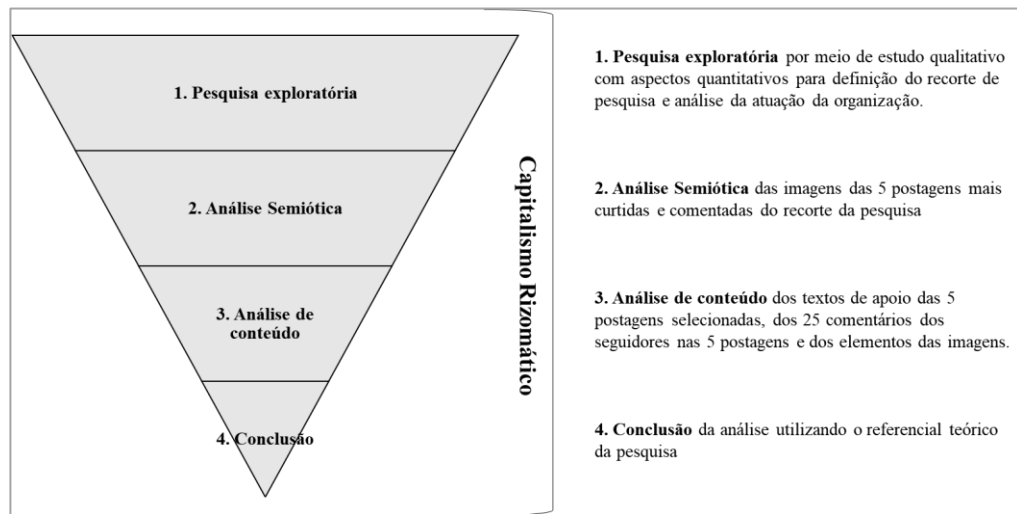 1. Pesquisa exploratória
2. Análise Semiótica
3. Análise de
conteúdo
4. Conclusão
Capitalismo Rizomático
1. Pesquisa exploratória por meio de estudo qualitativo
com aspectos quantitativos para definição do recorte de
pesquisa e análise da atuação da organização.
2. Análise Semiótica das imagens das 5 postagens mais
curtidas e comentadas do recorte da pesquisa
3. Análise de conteúdo dos textos de apoio das 5
postagens selecionadas, dos 25 comentários dos
seguidores nas 5 postagens e dos elementos das imagens.
4. Conclusão da análise utilizando o referencial teórico
da pesquisa